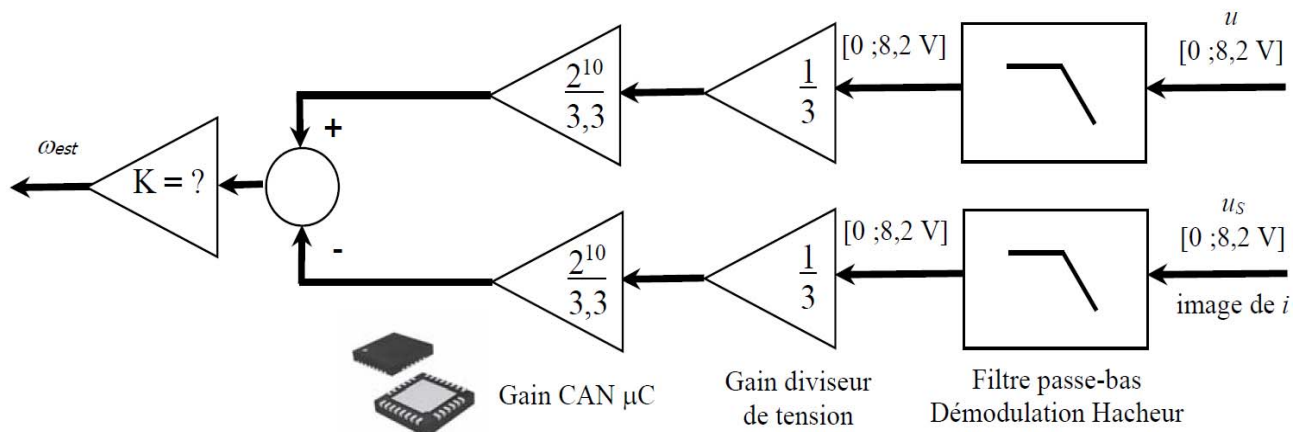 u
[0 ;8,2 V]
[0 ;8,2 V]
2^10
3,3
1
3
+
ω_est
K = ?
-
u_S
[0 ;8,2 V]
[0 ;8,2 V]
2^10
3,3
1
3
image de i
Gain CAN μC
Gain diviseur
de tension
Filtre passe-bas
Démodulation Hacheur